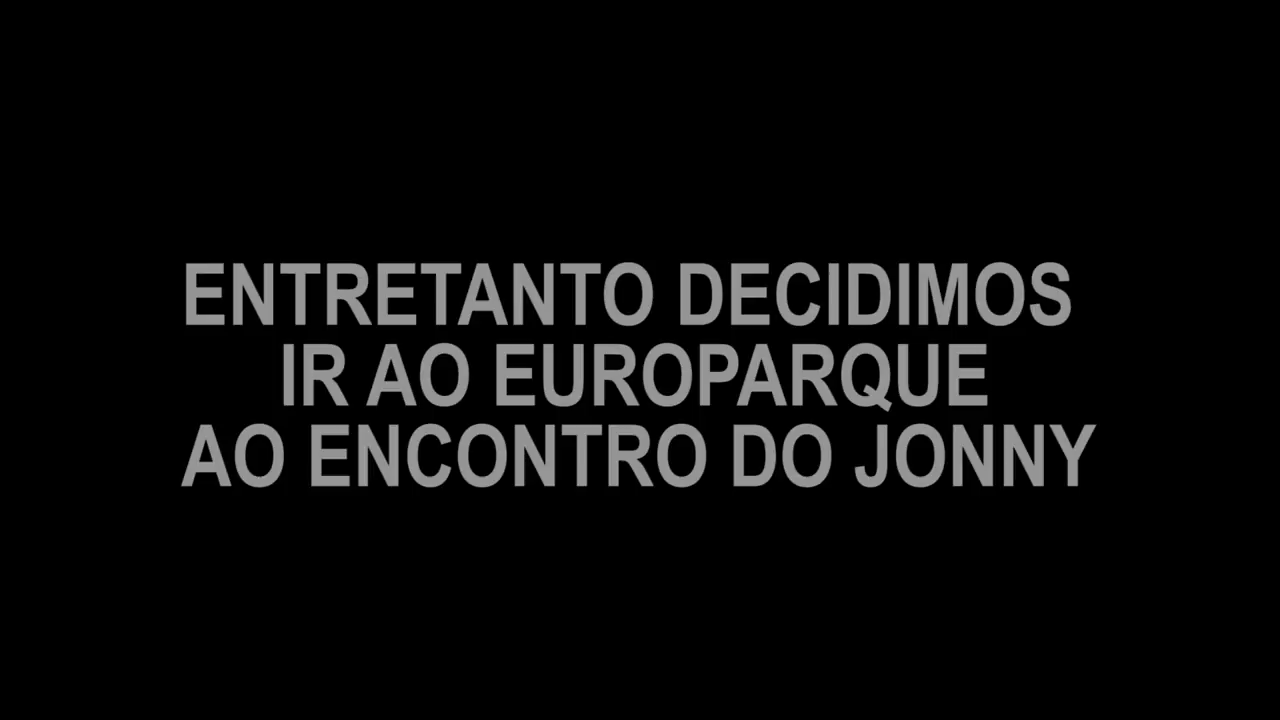 ENTRETANTO DECIDIMOS
IR AO EUROPARQUE
AO ENCONTRO DO JONNY